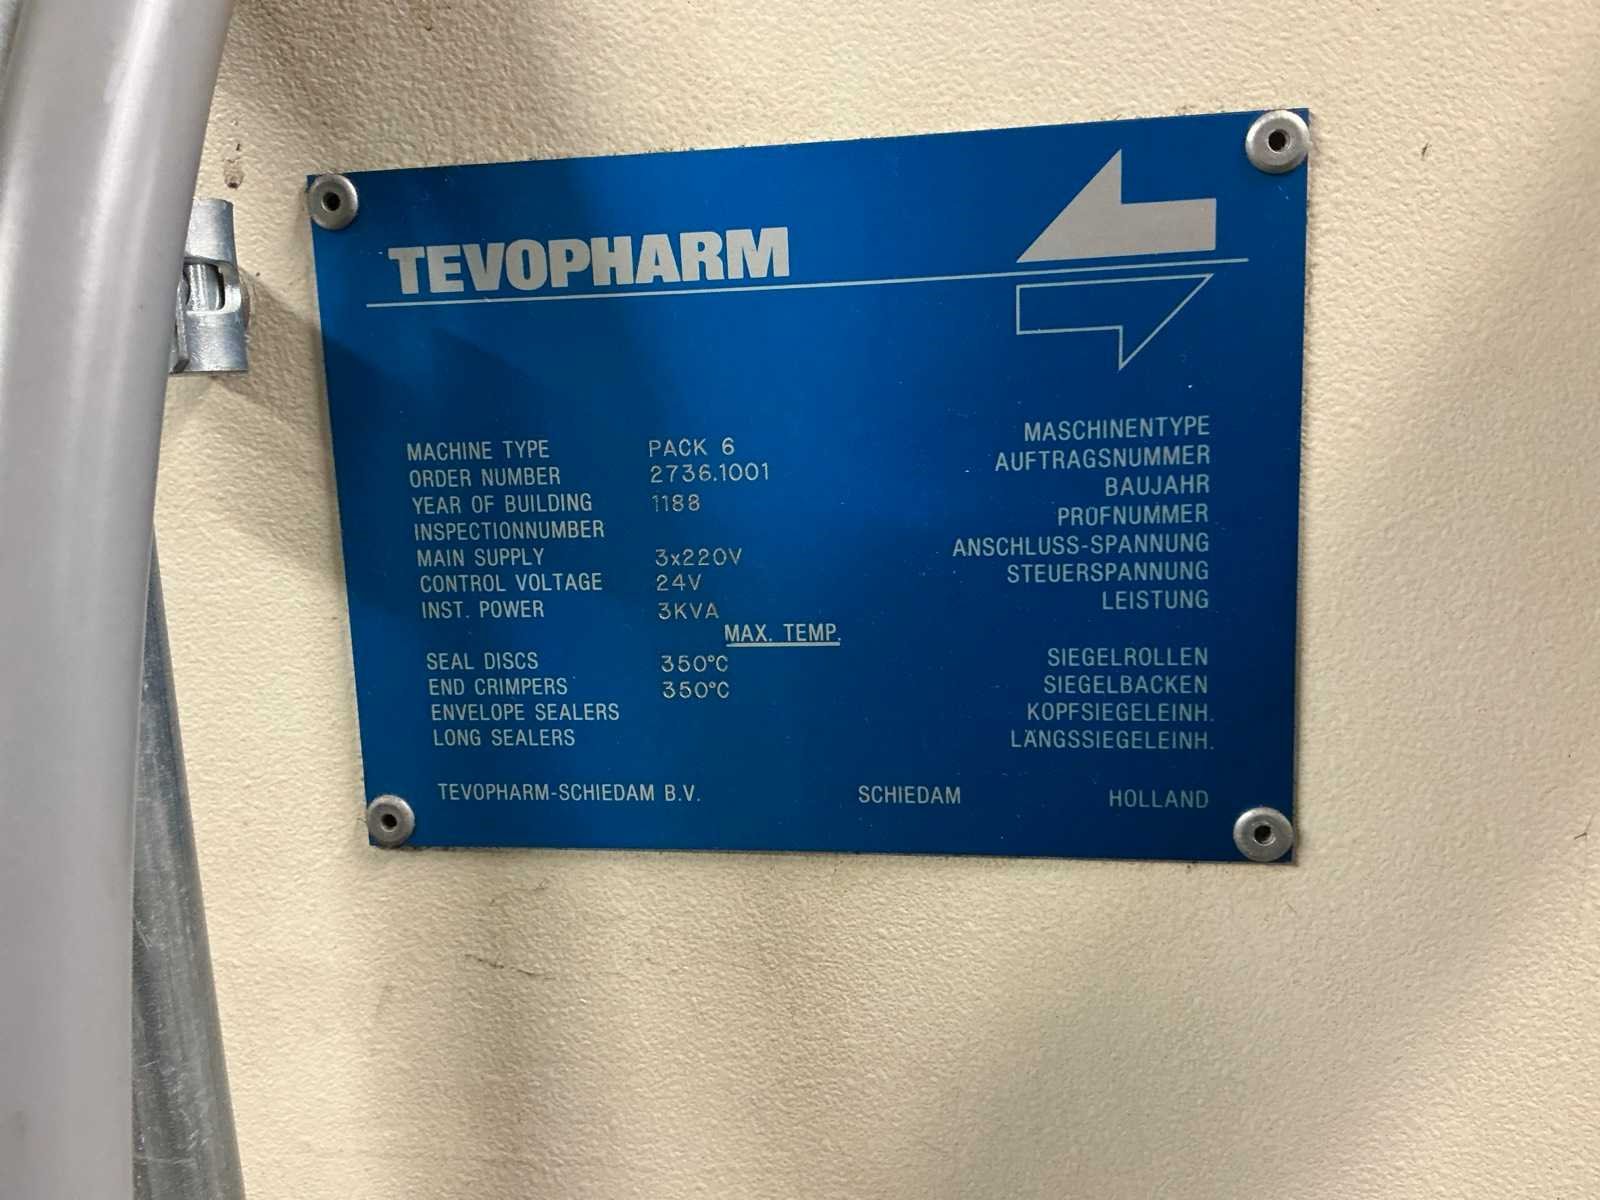 TEVOPHARM
MACHINE TYPE PACK 6 MASCHINENTYPE
ORDER NUMBER 2736.1001 AUFTRAGSNUMMER
YEAR OF BUILDING 1188 BAUJAHR
INSPECTIONNUMBER PRÜFNUMMER
MAIN SUPPLY 3x220V ANSCHLUSS-SPANNUNG
CONTROL VOLTAGE 24V STEUERSPANNUNG
INST. POWER 3KVA LEISTUNG
MAX. TEMP.
SEAL DISCS 350°C SIEGELROLLEN
END CRIMPERS 350°C SIEGELBACKEN
ENVELOPE SEALERS KOPFSIEGELEINH.
LONG SEALERS LÄNGSSIEGELEINH.
TEVOPHARM-SCHIEDAM B.V. SCHIEDAM HOLLAND